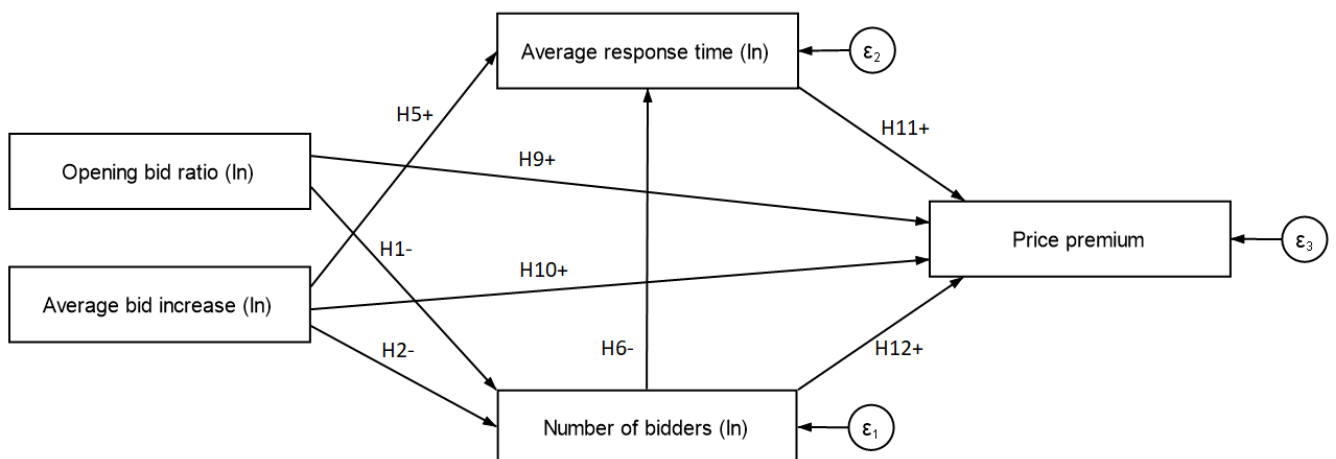 Average response time (ln)
ε2
H5+
H11+
Opening bid ratio (ln)
H9+
H1-
Price premium
ε3
H10+
Average bid increase (ln)
H2-
H6-
H12+
Number of bidders (ln)
ε1